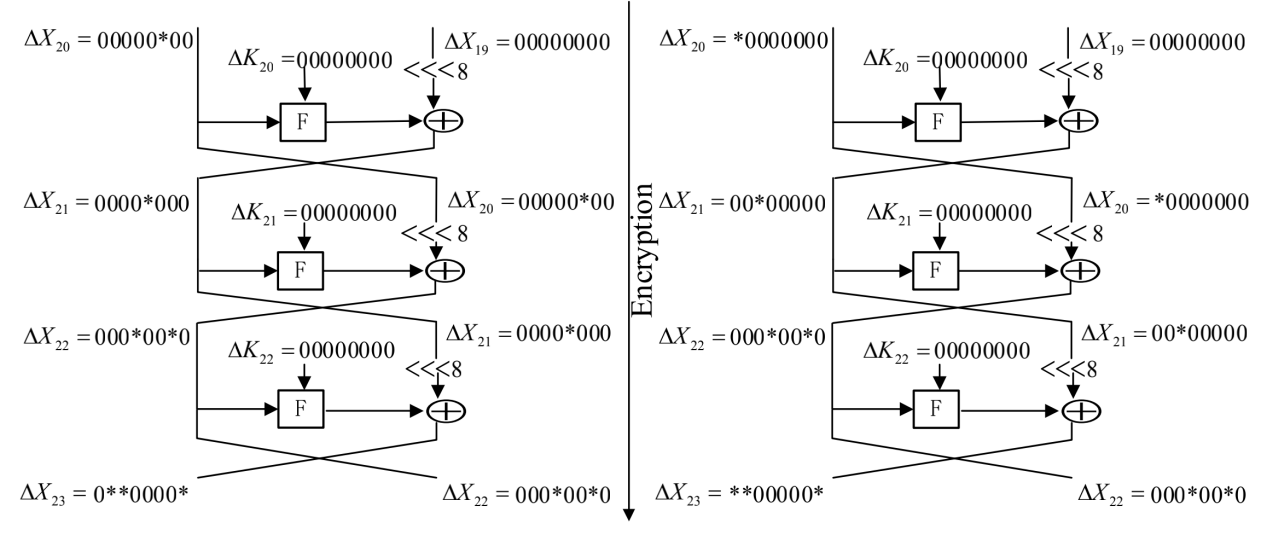 ΔX₂₀ = 00000*00
ΔX₁₉ = 00000000
ΔK₂₀ = 00000000
<<<8
F
ΔX₂₁ = 0000*000
ΔX₂₀ = 00000*00
ΔK₂₁ = 00000000
<<<8
F
ΔX₂₂ = 000*00*0
ΔX₂₁ = 0000*000
ΔK₂₂ = 00000000
<<<8
F
ΔX₂₃ = 0**0000*
ΔX₂₂ = 000*00*0
Encryption
ΔX₂₀ = *0000000
ΔX₁₉ = 00000000
ΔK₂₀ = 00000000
<<<8
F
ΔX₂₁ = 00*00000
ΔX₂₀ = *0000000
ΔK₂₁ = 00000000
<<<8
F
ΔX₂₂ = 000*00*0
ΔX₂₁ = 00*00000
ΔK₂₂ = 00000000
<<<8
F
ΔX₂₃ = **00000*
ΔX₂₂ = 000*00*0